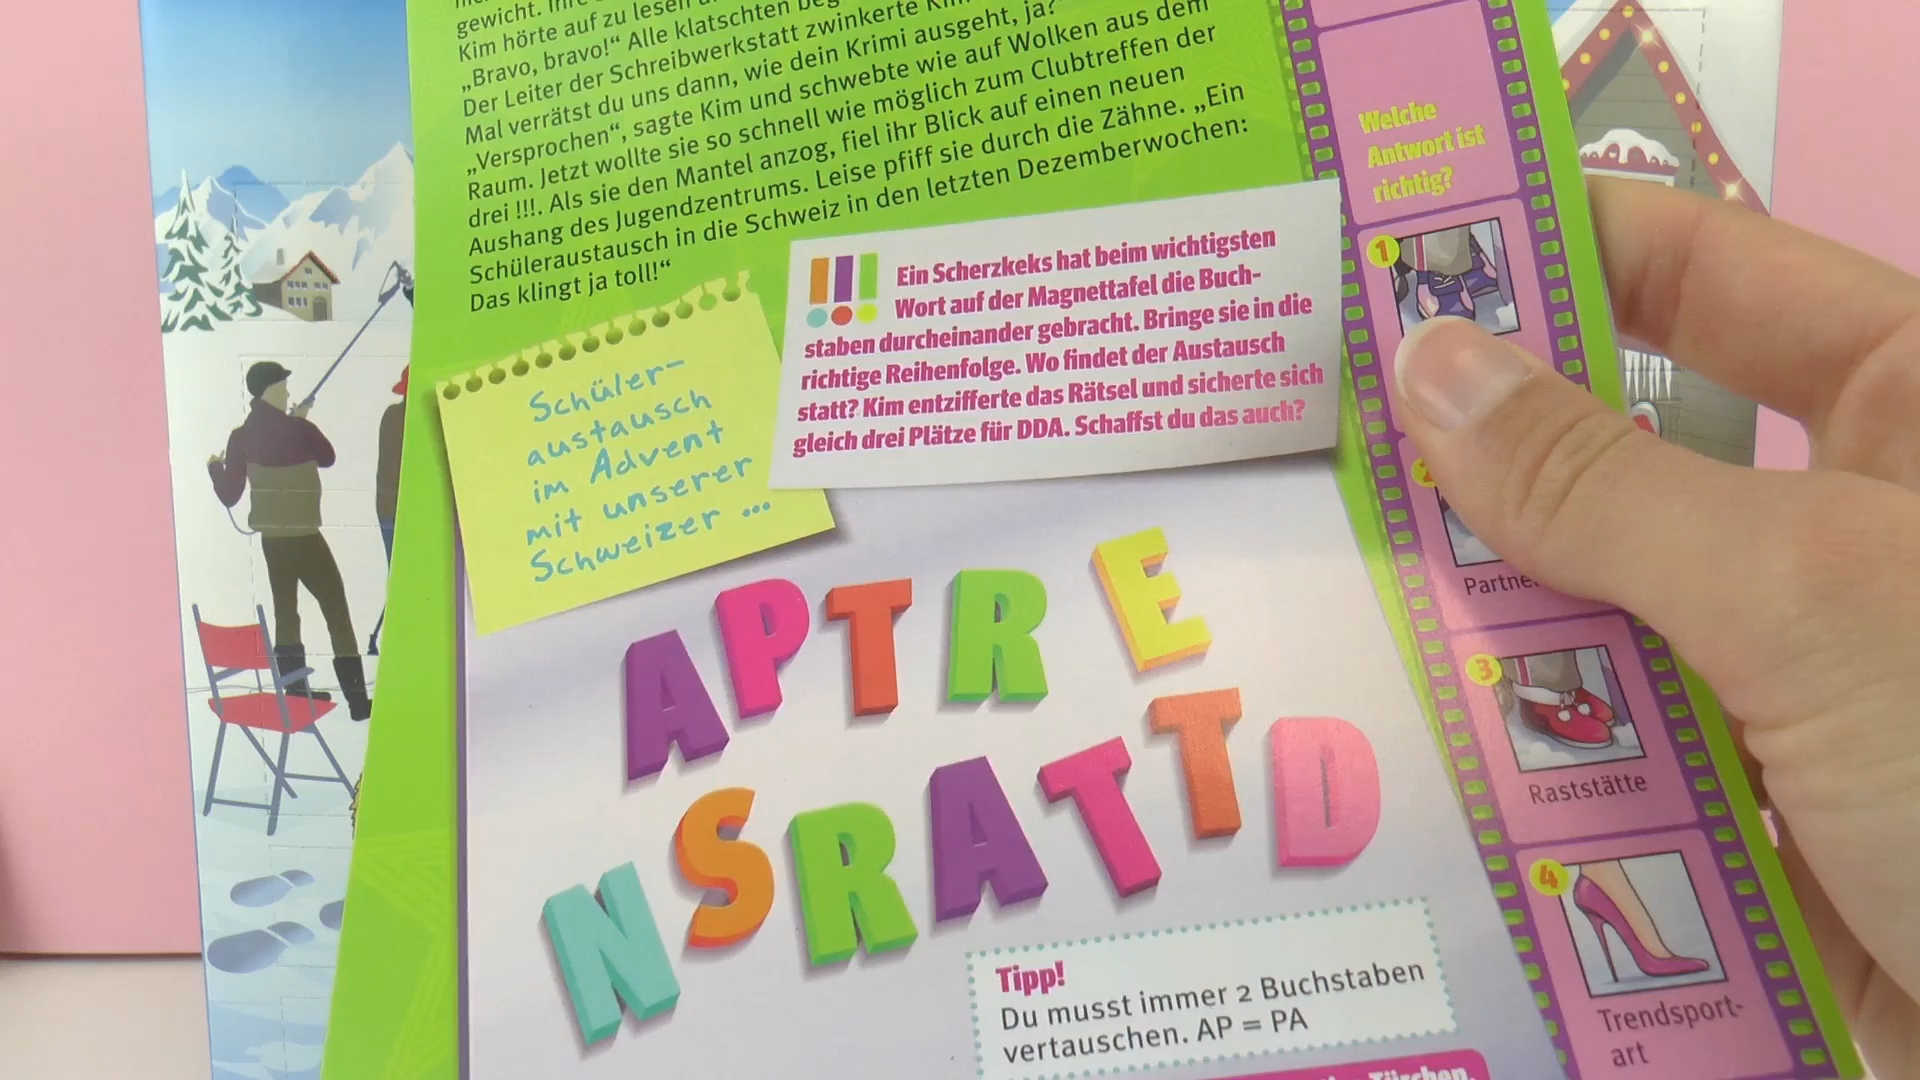 gewicht.
Kim hörte auf zu lesen
„Bravo, bravo!“ Alle klatschten
Der Leiter der Schreibwerkstatt zwinkerte
Mal verrätst du uns dann, wie dein Krimi ausgeht, ja?“
„Versprochen“, sagte Kim und schwebte wie auf Wolken aus dem
Raum. Jetzt wollte sie so schnell wie möglich zum Clubtreffen der
drei !!!. Als sie den Mantel anzog, fiel ihr Blick auf einen neuen
Aushang des Jugendzentrums. Leise pfiff sie durch die Zähne. „Ein
Schüleraustausch in die Schweiz in den letzten Dezemberwochen:
Das klingt ja toll!“
Schüler-
austausch
im Advent
mit unserer
Schweizer ...
!!!
Ein Scherzkeks hat beim wichtigsten
Wort auf der Magnettafel die Buch-
staben durcheinander gebracht. Bringe sie in die
richtige Reihenfolge. Wo findet der Austausch
statt? Kim entzifferte das Rätsel und sicherte sich
gleich drei Plätze für DDA. Schaffst du das auch?
APTRE
NSRATTD
Tipp!
Du musst immer 2 Buchstaben
vertauschen. AP = PA
Welche
Antwort ist
richtig?
1
2
3
Raststätte
4
Trendsport-
art